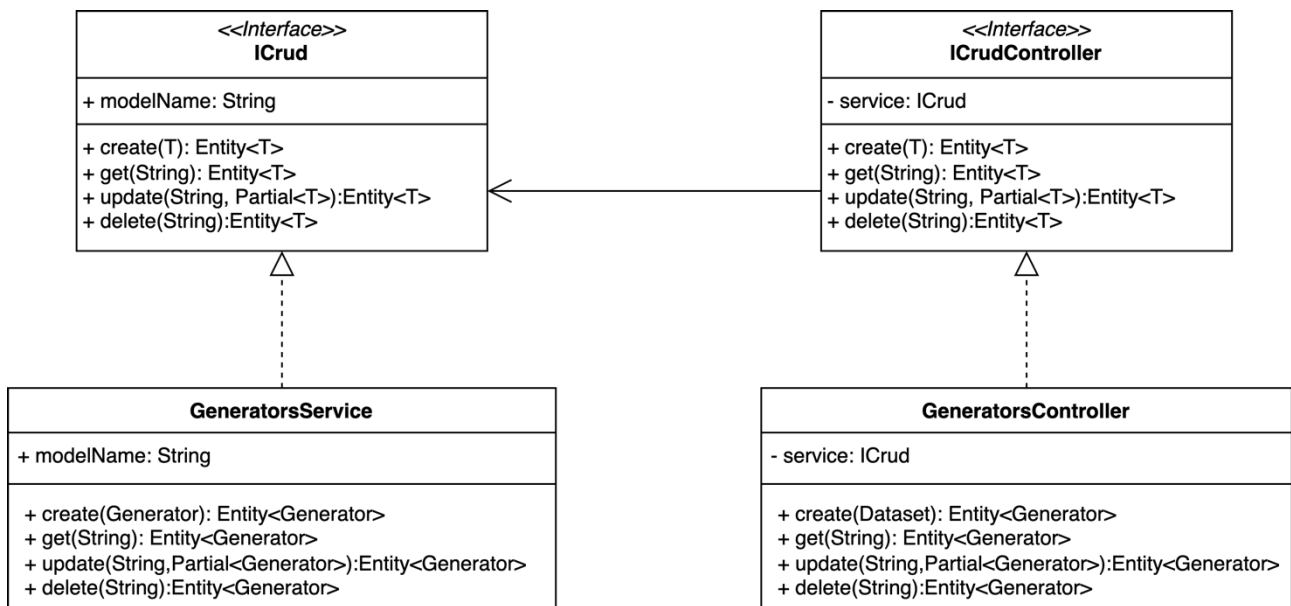 <<Interface>>
ICrud
+ modelName: String
+ create(T): Entity<T>
+ get(String): Entity<T>
+ update(String, Partial<T>):Entity<T>
+ delete(String):Entity<T>
<<Interface>>
ICrudController
- service: ICrud
+ create(T): Entity<T>
+ get(String): Entity<T>
+ update(String, Partial<T>):Entity<T>
+ delete(String):Entity<T>
GeneratorsService
+ modelName: String
+ create(Generator): Entity<Generator>
+ get(String): Entity<Generator>
+ update(String,Partial<Generator>):Entity<Generator>
+ delete(String):Entity<Generator>
GeneratorsController
- service: ICrud
+ create(Dataset): Entity<Generator>
+ get(String): Entity<Generator>
+ update(String,Partial<Generator>):Entity<Generator>
+ delete(String):Entity<Generator>